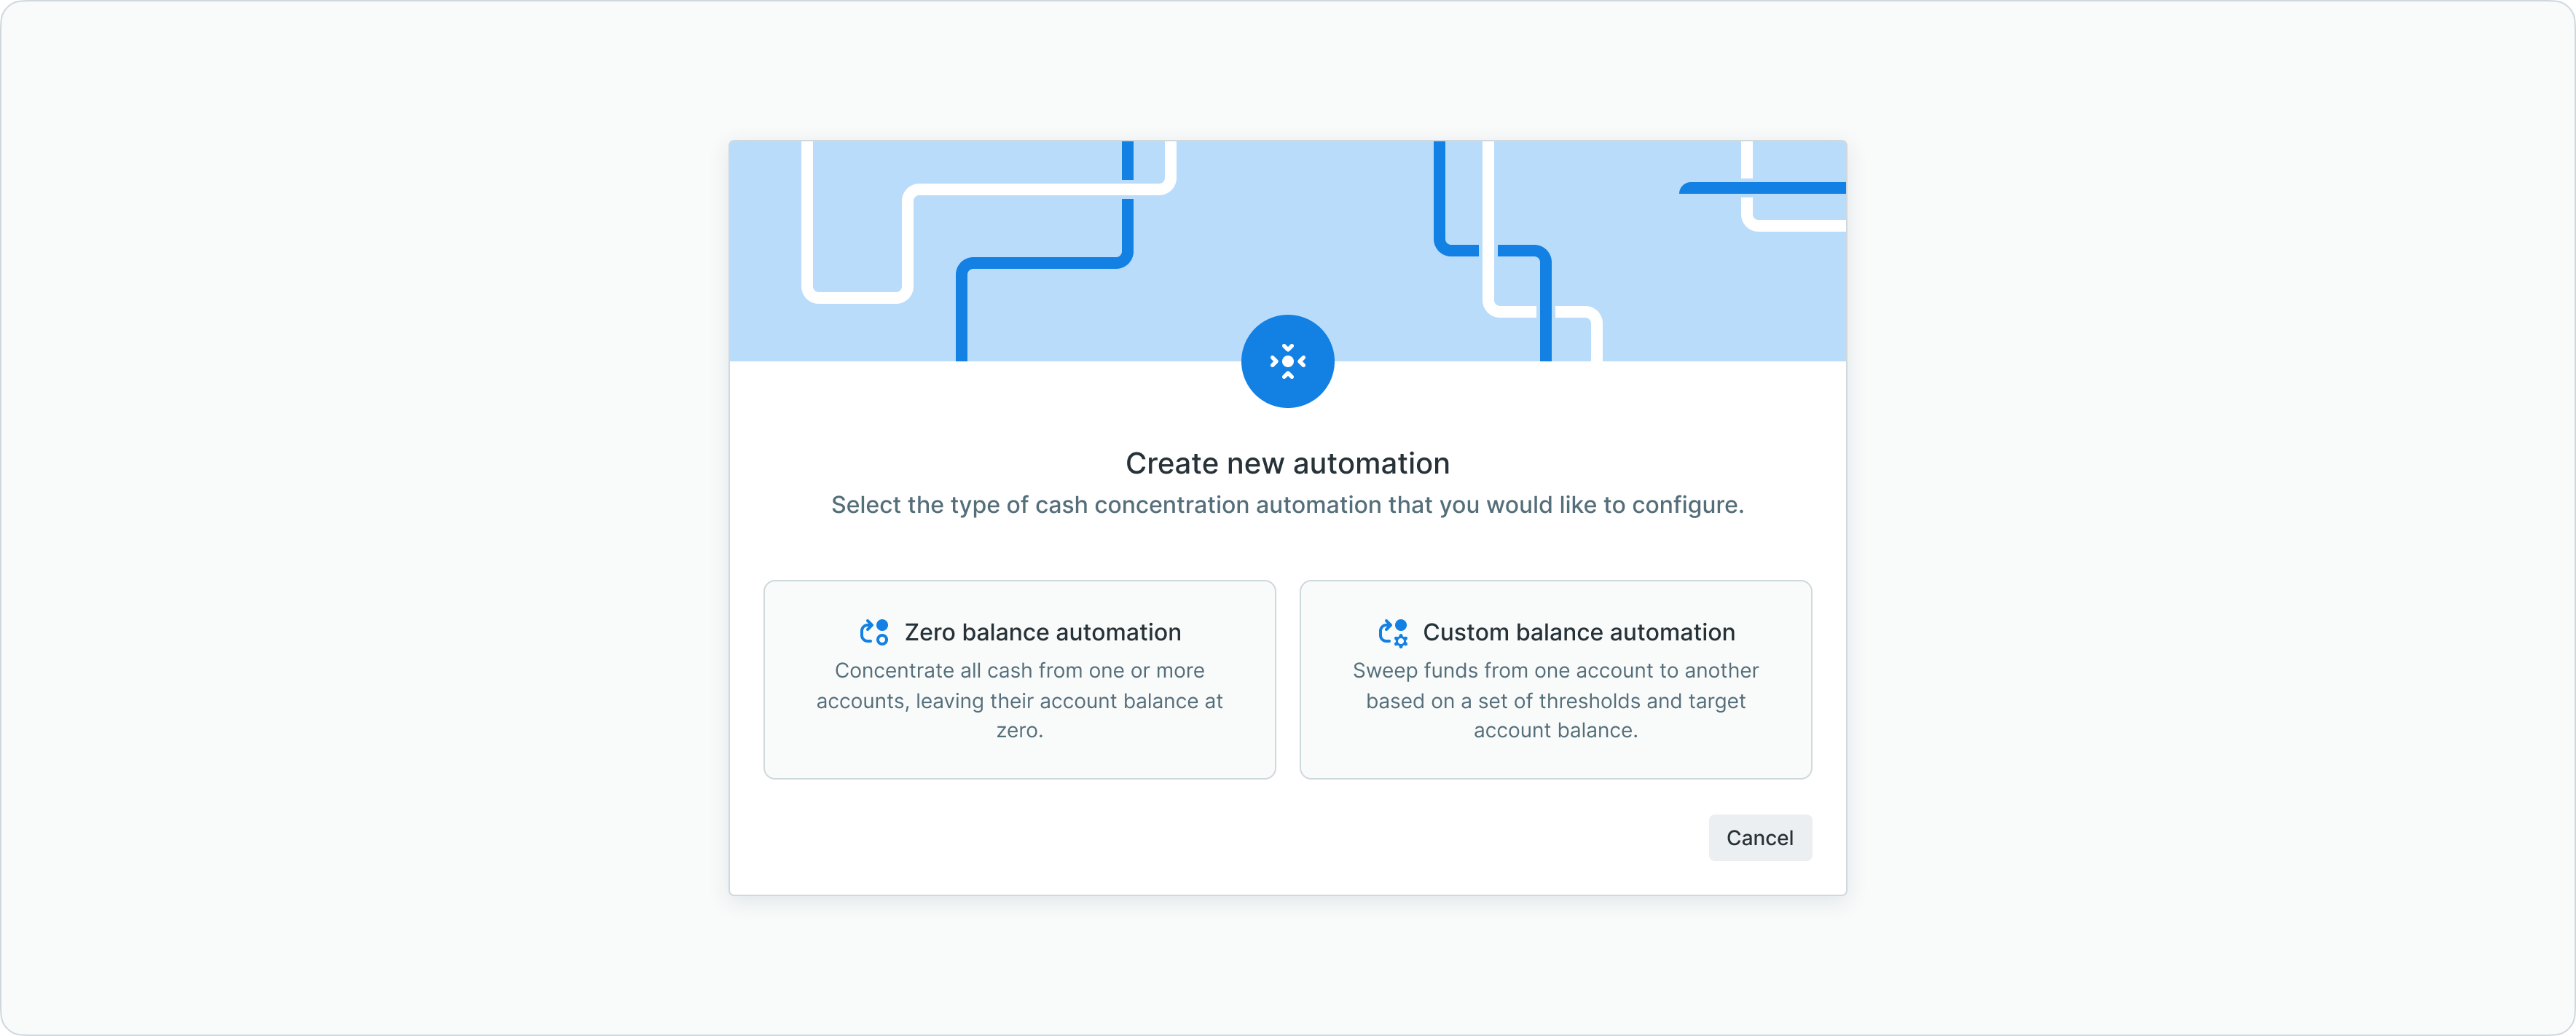 Create new automation
Select the type of cash concentration automation that you would like to configure.
Zero balance automation
Concentrate all cash from one or more
accounts, leaving their account balance at
zero.
Custom balance automation
Sweep funds from one account to another
based on a set of thresholds and target
account balance.
Cancel